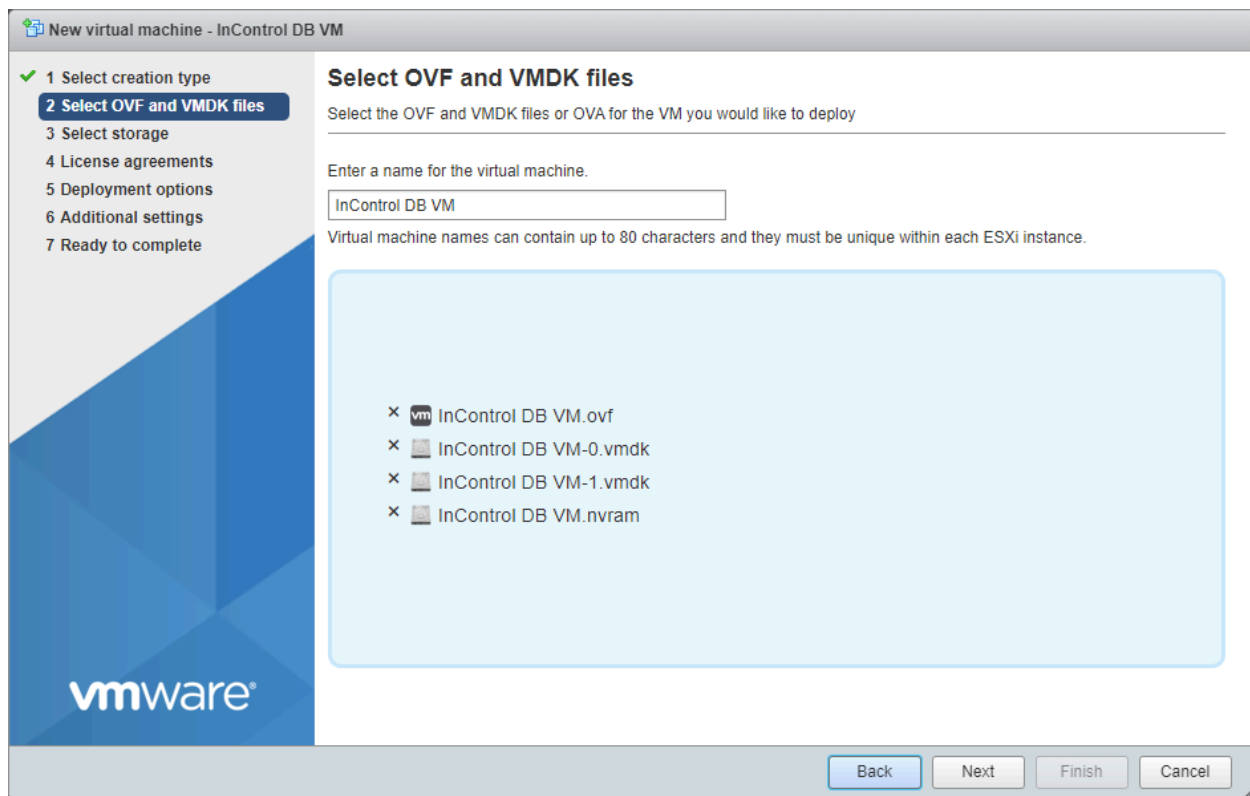 New virtual machine - InControl DB VM
1 Select creation type
2 Select OVF and VMDK files
3 Select storage
4 License agreements
5 Deployment options
6 Additional settings
7 Ready to complete
vmware®
Select OVF and VMDK files
Select the OVF and VMDK files or OVA for the VM you would like to deploy
Enter a name for the virtual machine.
InControl DB VM
Virtual machine names can contain up to 80 characters and they must be unique within each ESXi instance.
× vm InControl DB VM.ovf
× InControl DB VM-0.vmdk
× InControl DB VM-1.vmdk
× InControl DB VM.nvram
Back Next Finish Cancel